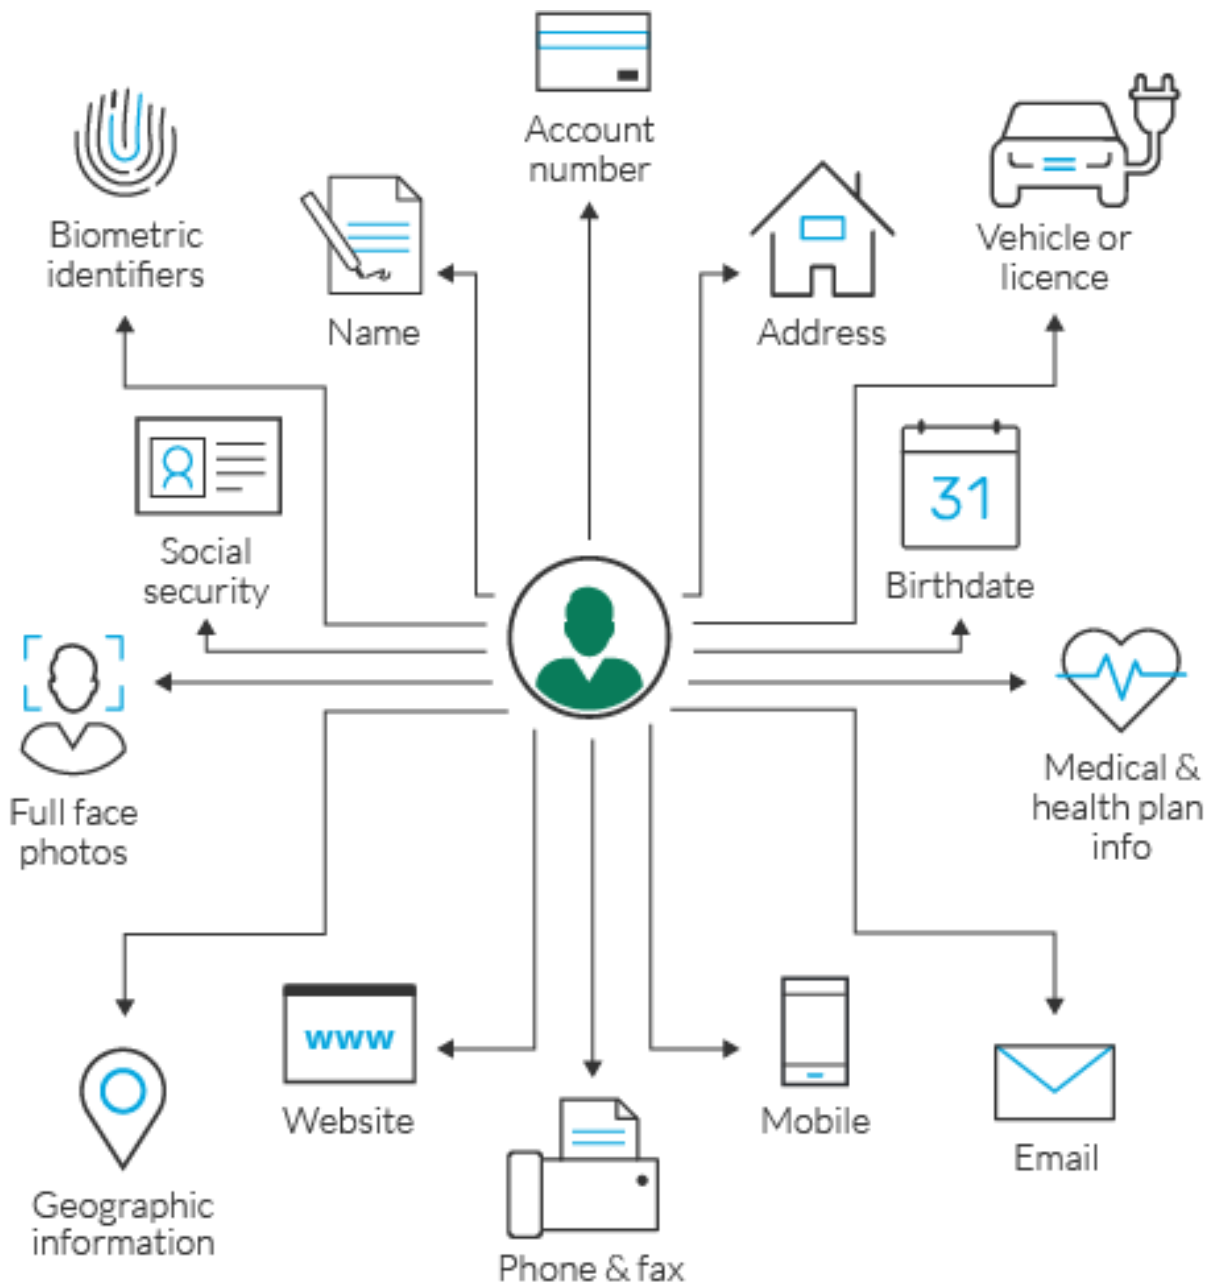 Account
number
Biometric
identifiers
Name
Address
Vehicle or
licence
Social
security
31
Birthdate
Full face
photos
Medical &
health plan
info
www
Website
Mobile
Email
Geographic
information
Phone & fax